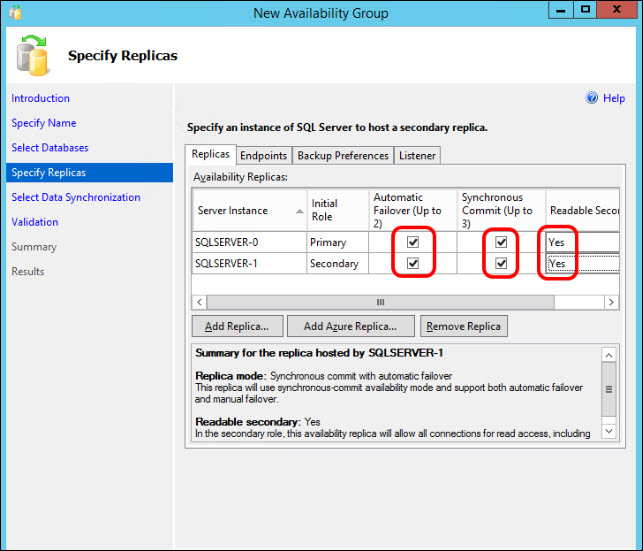 New Availability Group
Specify Replicas
Introduction
Specify Name
Select Databases
Specify Replicas
Select Data Synchronization
Validation
Summary
Results
Help
Specify an instance of SQL Server to host a secondary replica.
Replicas Endpoints Backup Preferences Listener
Availability Replicas:
Server Instance
Initial
Role
Automatic
Failover (Up to
2)
Synchronous
Commit (Up to
3)
Readable Secon
SQLSERVER-0 Primary Yes
SQLSERVER-1 Secondary Yes
Add Replica... Add Azure Replica... Remove Replica
Summary for the replica hosted by SQLSERVER-1
Replica mode: Synchronous commit with automatic failover
This replica will use synchronous-commit availability mode and support both automatic failover
and manual failover.
Readable secondary: Yes
In the secondary role, this availability replica will allow all connections for read access, including